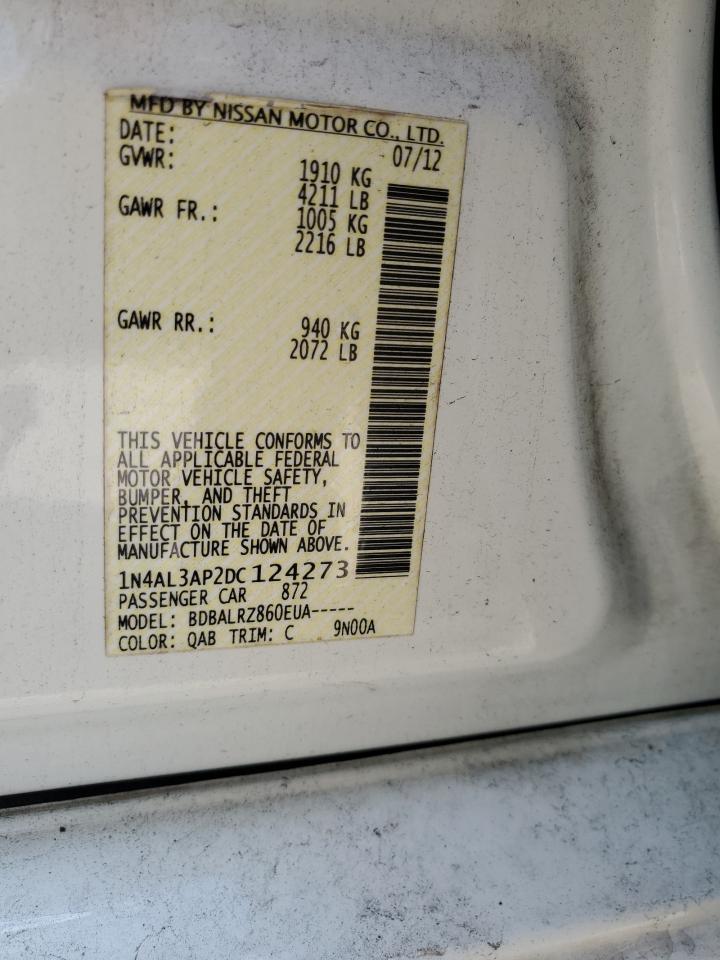 MFD BY NISSAN MOTOR CO., LTD.
DATE: 07/12
GVWR: 1910 KG
4211 LB
GAWR FR.: 1005 KG
2216 LB
GAWR RR.: 940 KG
2072 LB
THIS VEHICLE CONFORMS TO
ALL APPLICABLE FEDERAL
MOTOR VEHICLE SAFETY,
BUMPER, AND THEFT
PREVENTION STANDARDS IN
EFFECT ON THE DATE OF
MANUFACTURE SHOWN ABOVE.
1N4AL3AP2DC124273
PASSENGER CAR 872
MODEL: BDBALRZ860EUA-----
COLOR: QAB TRIM: C 9N00A